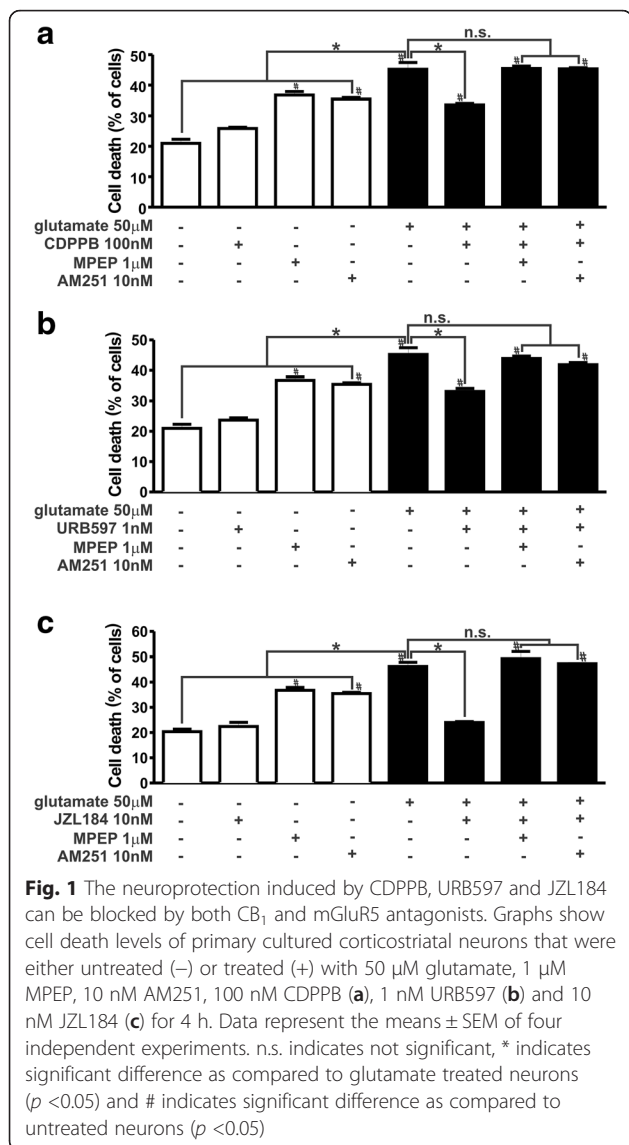 a
n.s.
* *
# #
# # # # #
Cell death (% of cells)
50
40
30
20
10
0
glutamate 50μM - - - - + + + +
CDPPB 100nM - + - - - + + +
MPEP 1μM - - + - - - + -
AM251 10nM - - - + - - - +
b
n.s.
* *
# # # # # #
Cell death (% of cells)
50
40
30
20
10
0
glutamate 50μM - - - - + + + +
URB597 1nM - + - - - + + +
MPEP 1μM - - + - - - + -
AM251 10nM - - - + - - - +
c
n.s.
* *
# # # # #
Cell death (% of cells)
60
50
40
30
20
10
0
glutamate 50μM - - - - + + + +
JZL184 10nM - + - - - + + +
MPEP 1μM - - + - - - + -
AM251 10nM - - - + - - - +
Fig. 1 The neuroprotection induced by CDPPB, URB597 and JZL184
can be blocked by both CB₁ and mGluR5 antagonists. Graphs show
cell death levels of primary cultured corticostriatal neurons that were
either untreated (−) or treated (+) with 50 μM glutamate, 1 μM
MPEP, 10 nM AM251, 100 nM CDPPB (a), 1 nM URB597 (b) and 10
nM JZL184 (c) for 4 h. Data represent the means ± SEM of four
independent experiments. n.s. indicates not significant, * indicates
significant difference as compared to glutamate treated neurons
(p <0.05) and # indicates significant difference as compared to
untreated neurons (p <0.05)